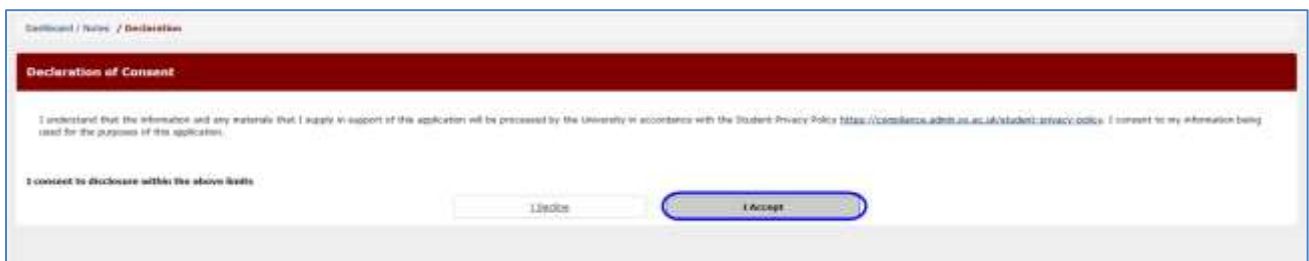 Dashboard / Notes / Declaration
Declaration of Consent
I understand that the information and any materials that I supply in support of this application will be processed by the University in accordance with the Student Privacy Policy https://compliance.admin.ox.ac.uk/student-privacy-policy. I consent to my information being
used for the purposes of this application.
I consent to disclosure within the above limits
I Decline
I Accept